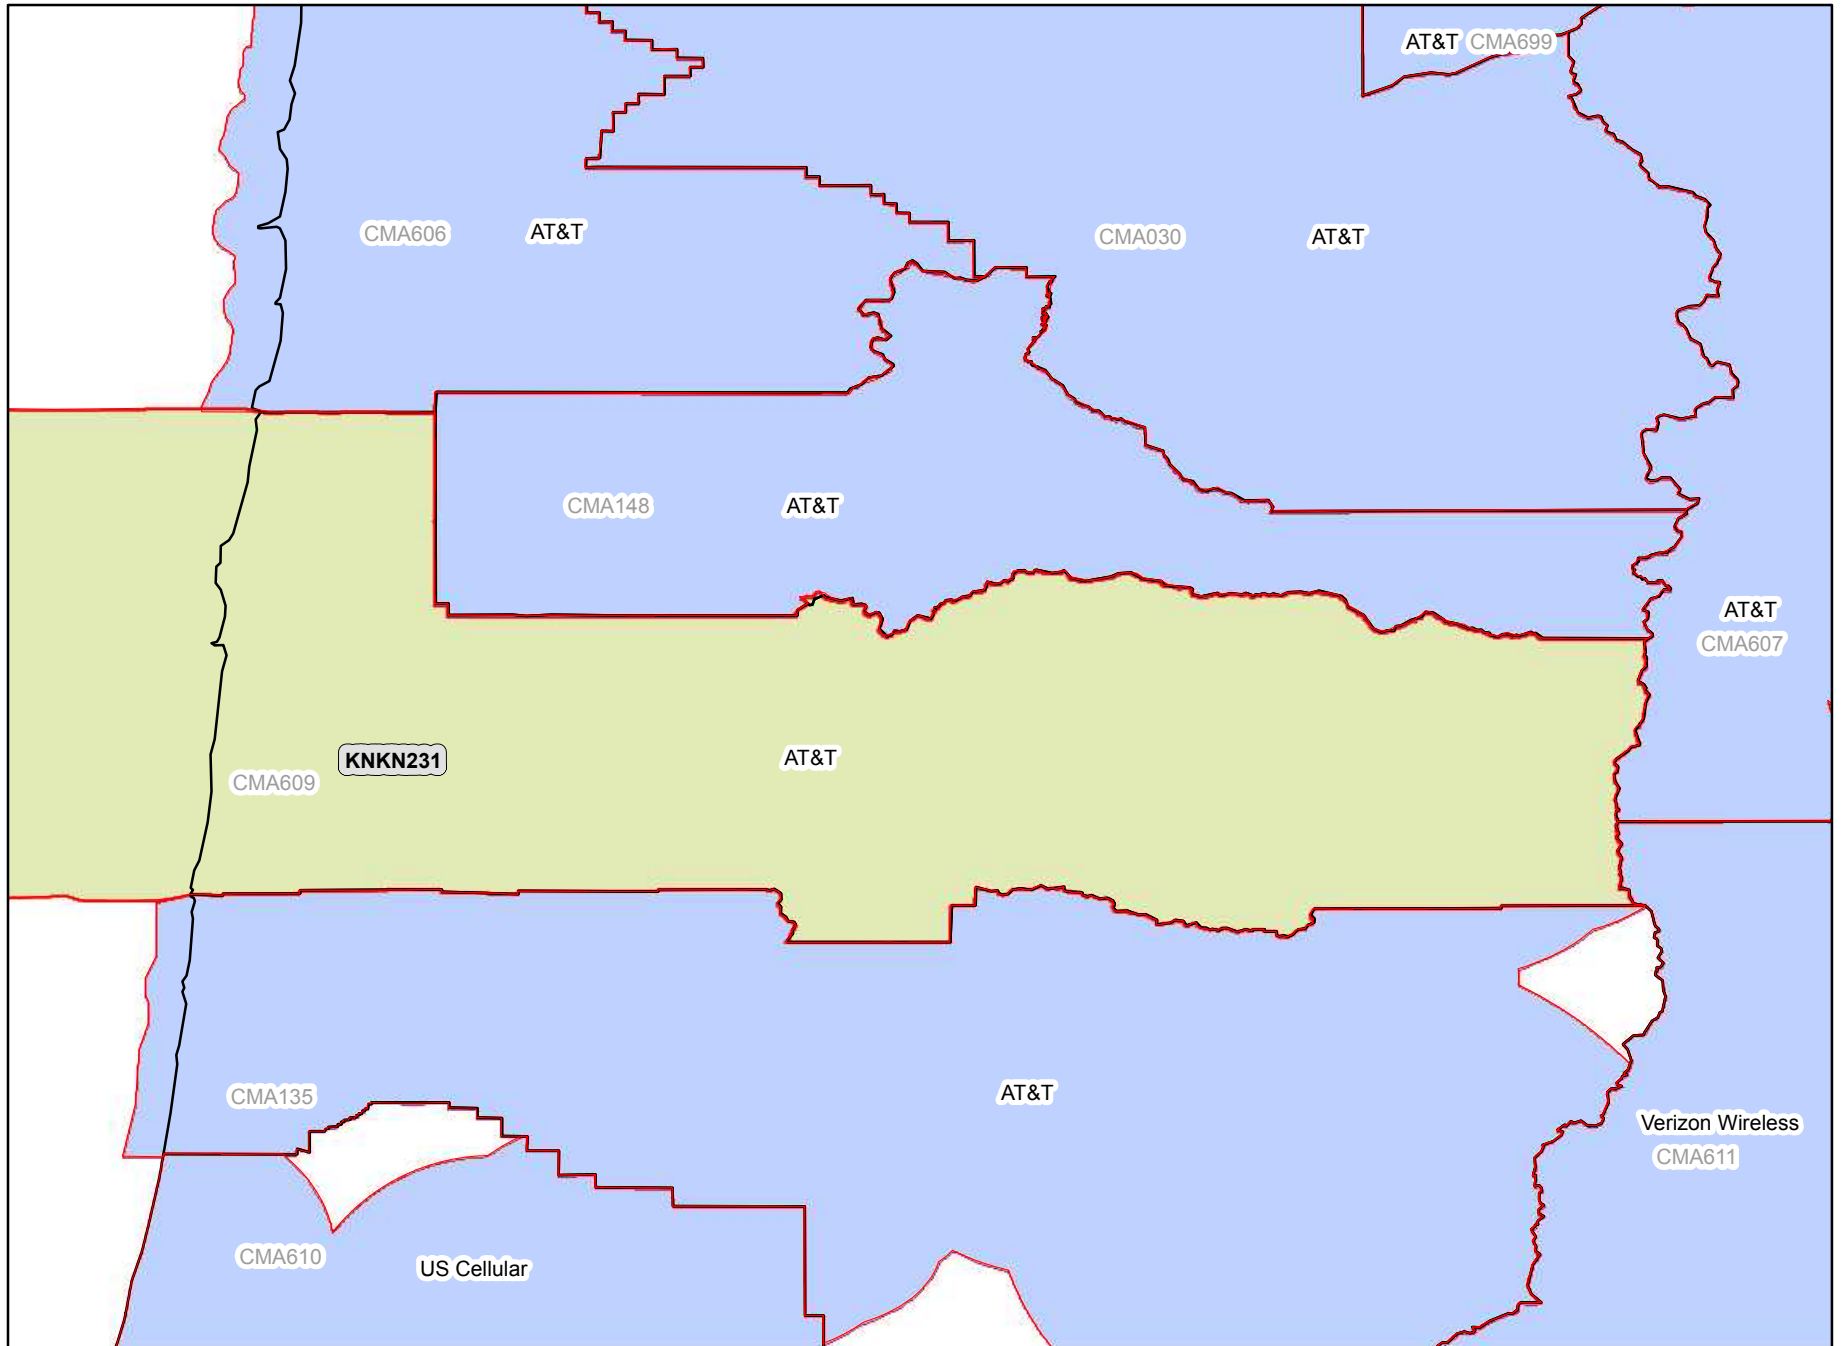 AT&T CMA699
CMA606 AT&T
CMA030 AT&T
CMA148 AT&T
AT&T
CMA607
KNKN231
CMA609
AT&T
CMA135
AT&T
Verizon Wireless
CMA611
CMA610
US Cellular